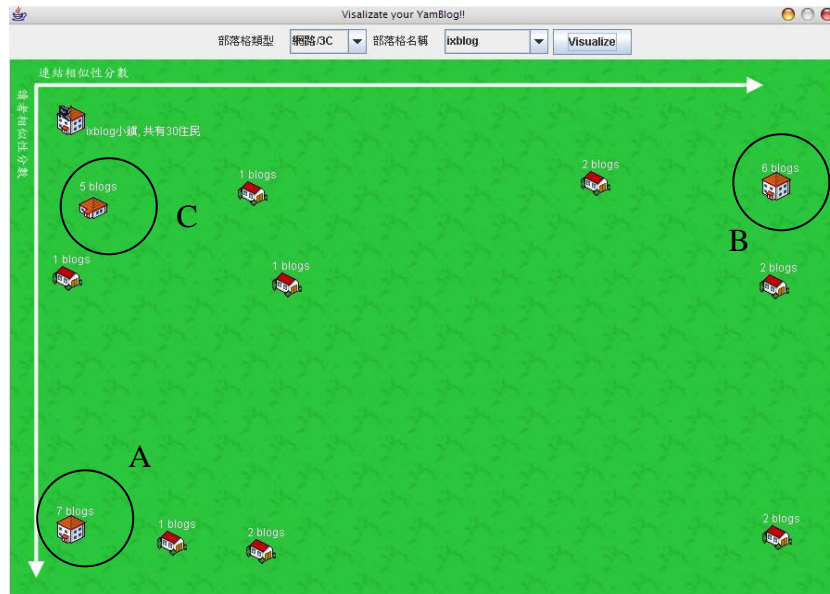 Visalizate your YamBlog!!
部落格類型 網路/3C 部落格名稱 ixblog Visualize
連結相似性分數
讀者相似性分數
ixblog小鎮, 共有30住民
5 blogs
C
1 blogs
2 blogs
6 blogs
B
1 blogs
1 blogs
2 blogs
A
7 blogs
1 blogs
2 blogs
2 blogs